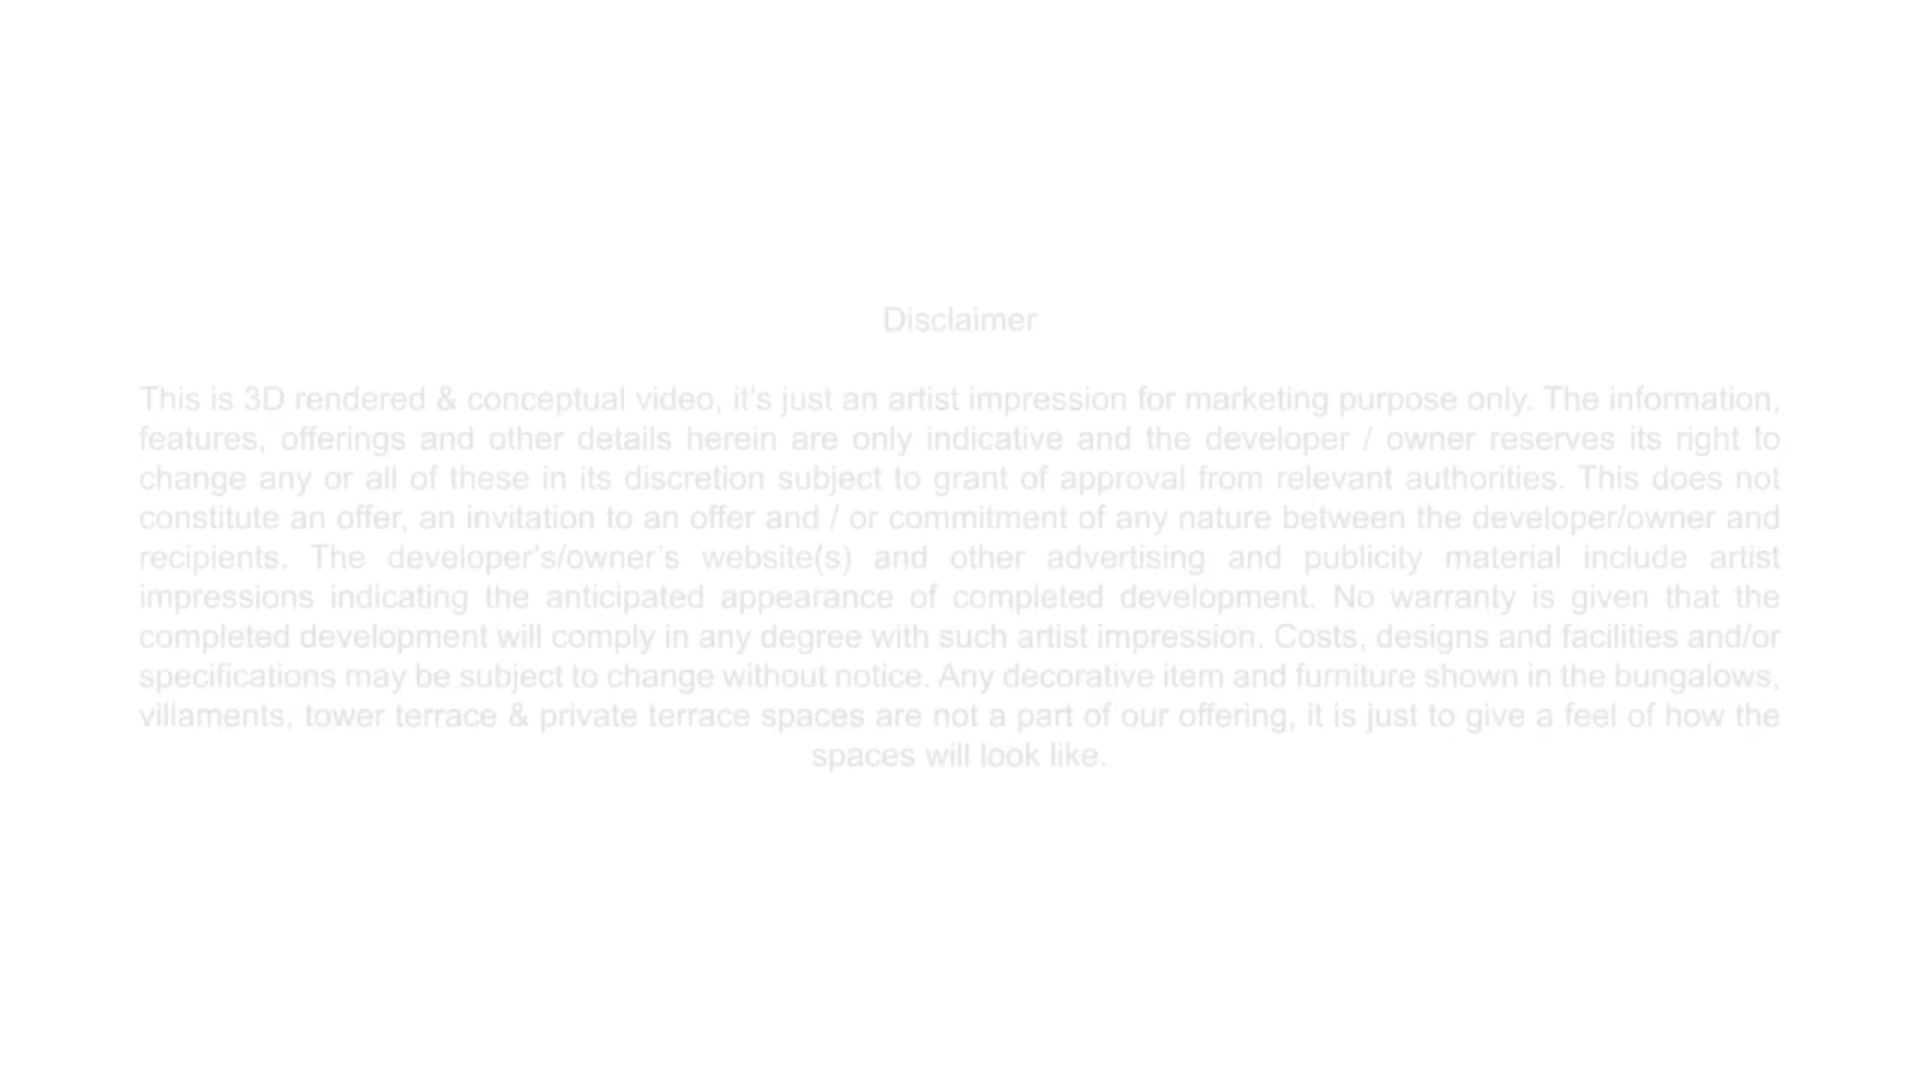 Disclaimer
This is 3D rendered & conceptual video, it's just an artist impression for marketing purpose only. The information,
features, offerings and other details herein are only indicative and the developer / owner reserves its right to
change any or all of these in its discretion subject to grant of approval from relevant authorities. This does not
constitute an offer, an invitation to an offer and / or commitment of any nature between the developer/owner and
recipients. The developer's/owner's website(s) and other advertising and publicity material include artist
impressions indicating the anticipated appearance of completed development. No warranty is given that the
completed development will comply in any degree with such artist impression. Costs, designs and facilities and/or
specifications may be subject to change without notice. Any decorative item and furniture shown in the bungalows,
villaments, tower terrace & private terrace spaces are not a part of our offering, it is just to give a feel of how the
spaces will look like.